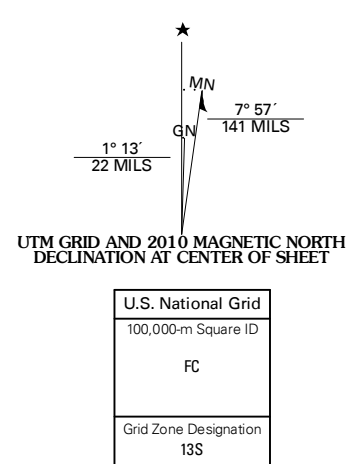 MN
7° 57´
141 MILS
GN
1° 13´
22 MILS
UTM GRID AND 2010 MAGNETIC NORTH
DECLINATION AT CENTER OF SHEET
U.S. National Grid
100,000-m Square ID
FC
Grid Zone Designation
13S